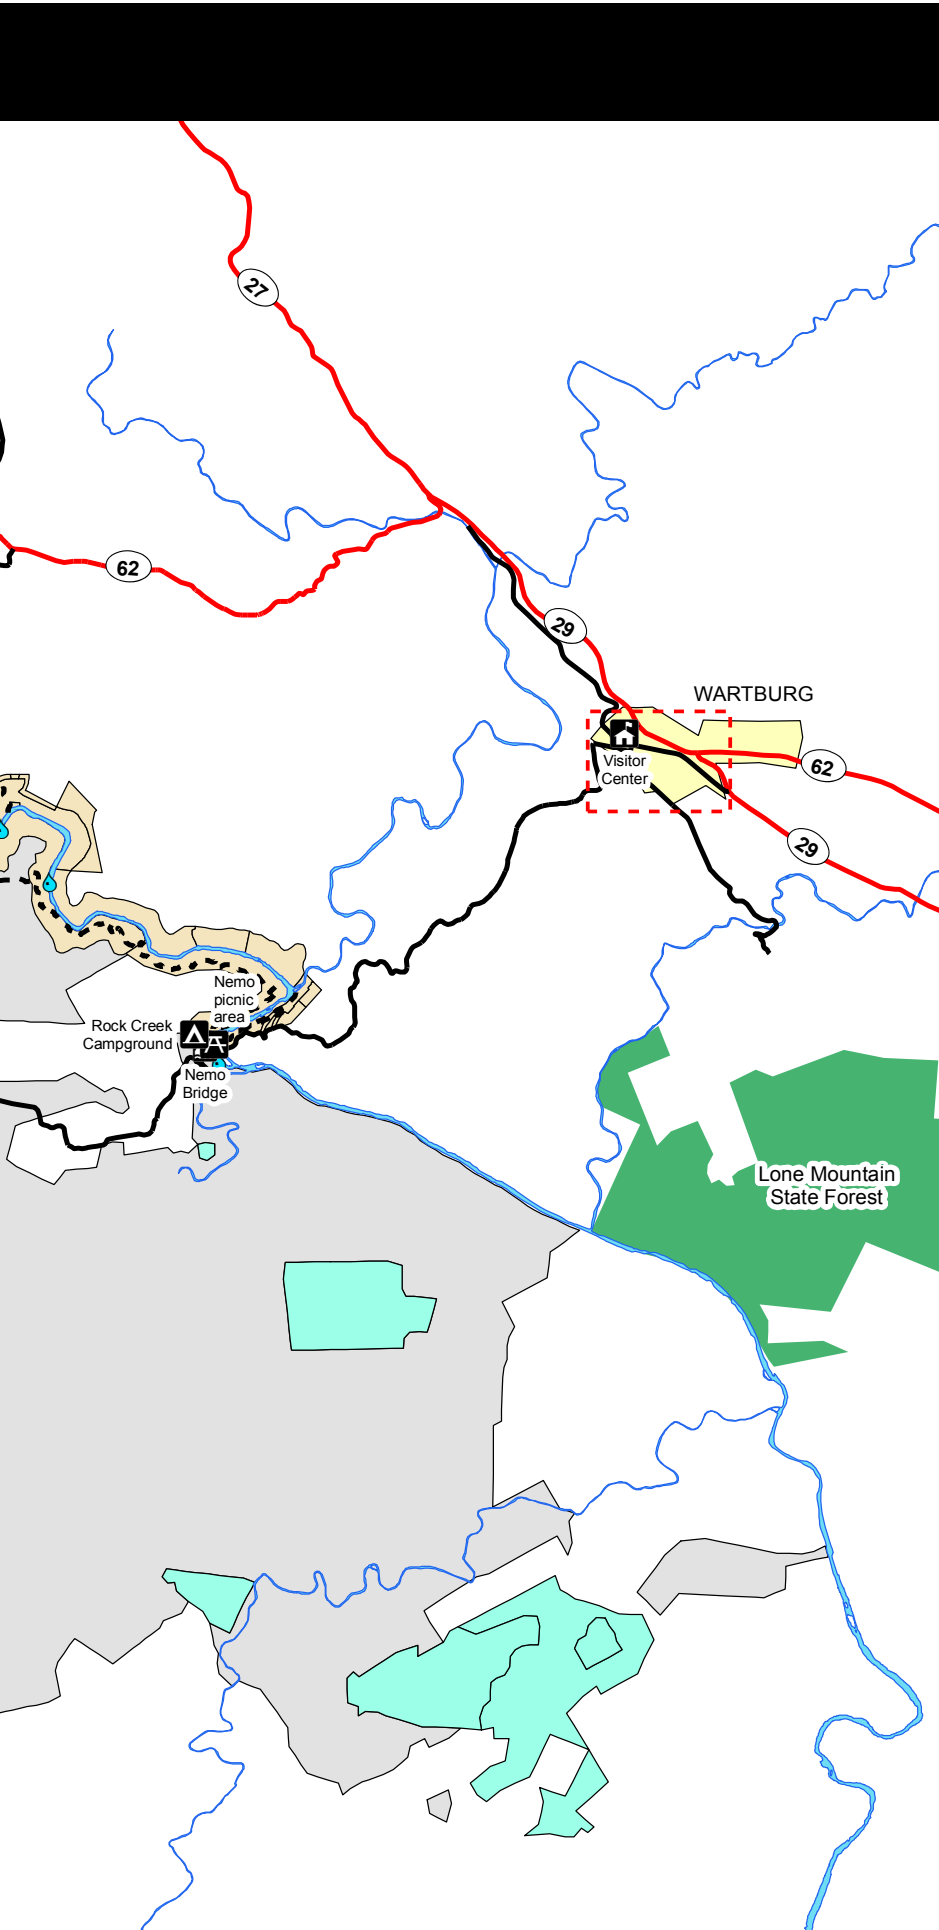 27
62
29
WARTBURG
Visitor
Center
62
29
Nemo
picnic
area
Rock Creek
Campground
Nemo
Bridge
Lone Mountain
State Forest